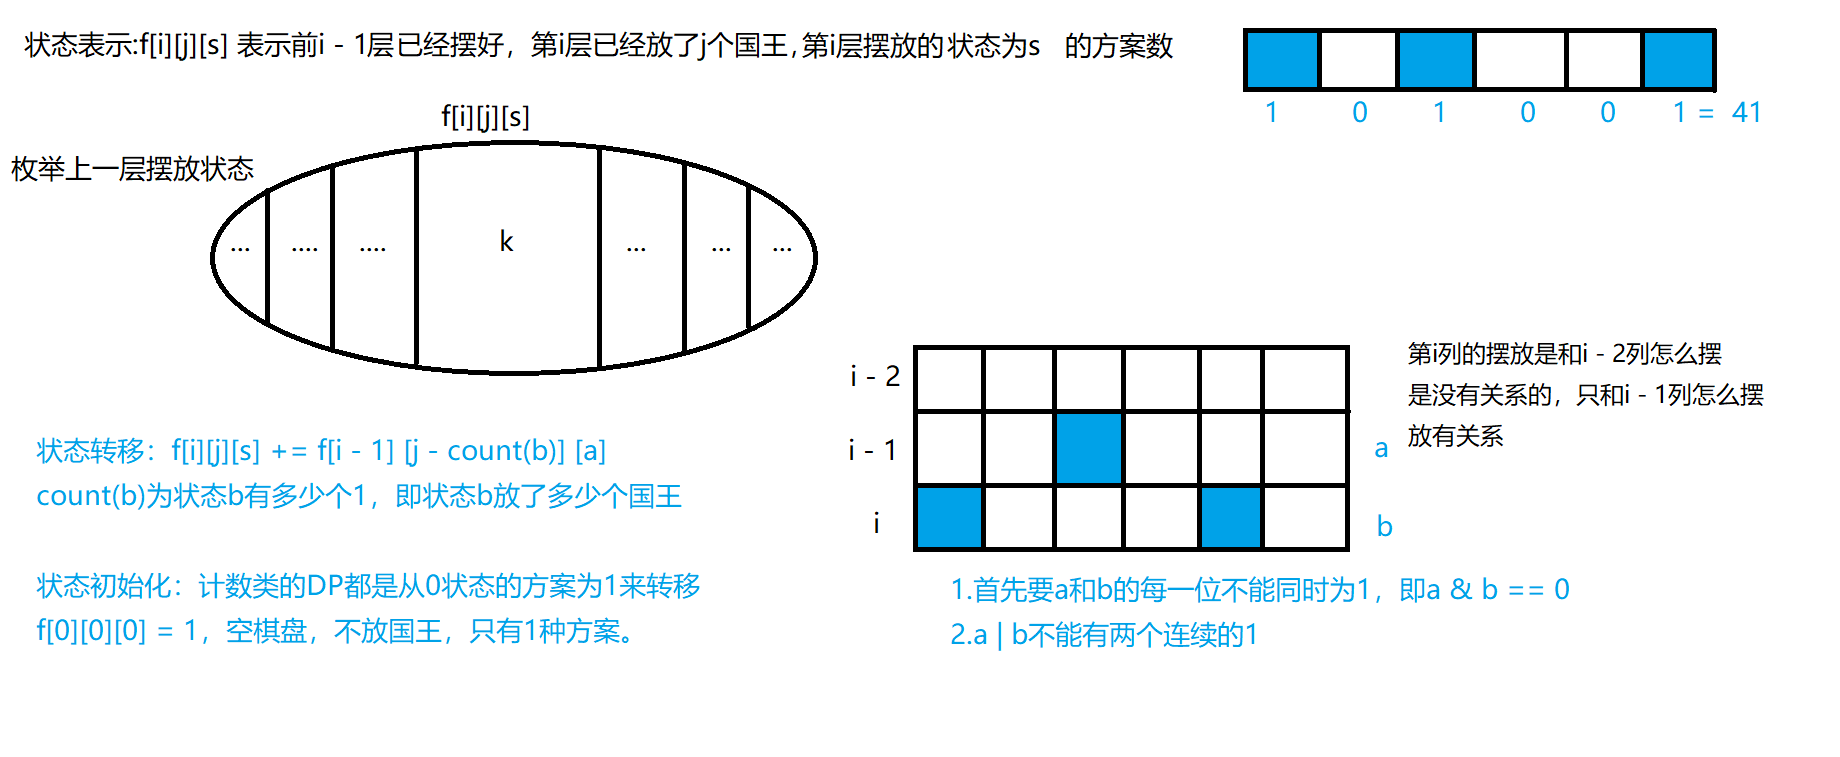 状态表示:f[i][j][s] 表示前i - 1层已经摆好，第i层已经放了j个国王，第i层摆放的状态为s 的方案数
1 0 1 0 0 1 = 41
f[i][j][s]
枚举上一层摆放状态
... .... .... k ... ... ...
i - 2
i - 1 a
i b
第i列的摆放是和i - 2列怎么摆
是没有关系的，只和i - 1列怎么摆
放有关系
状态转移：f[i][j][s] += f[i - 1] [j - count(b)] [a]
count(b)为状态b有多少个1，即状态b放了多少个国王
状态初始化：计数类的DP都是从0状态的方案为1来转移
f[0][0][0] = 1，空棋盘，不放国王，只有1种方案。
1.首先要a和b的每一位不能同时为1，即a & b == 0
2.a | b不能有两个连续的1